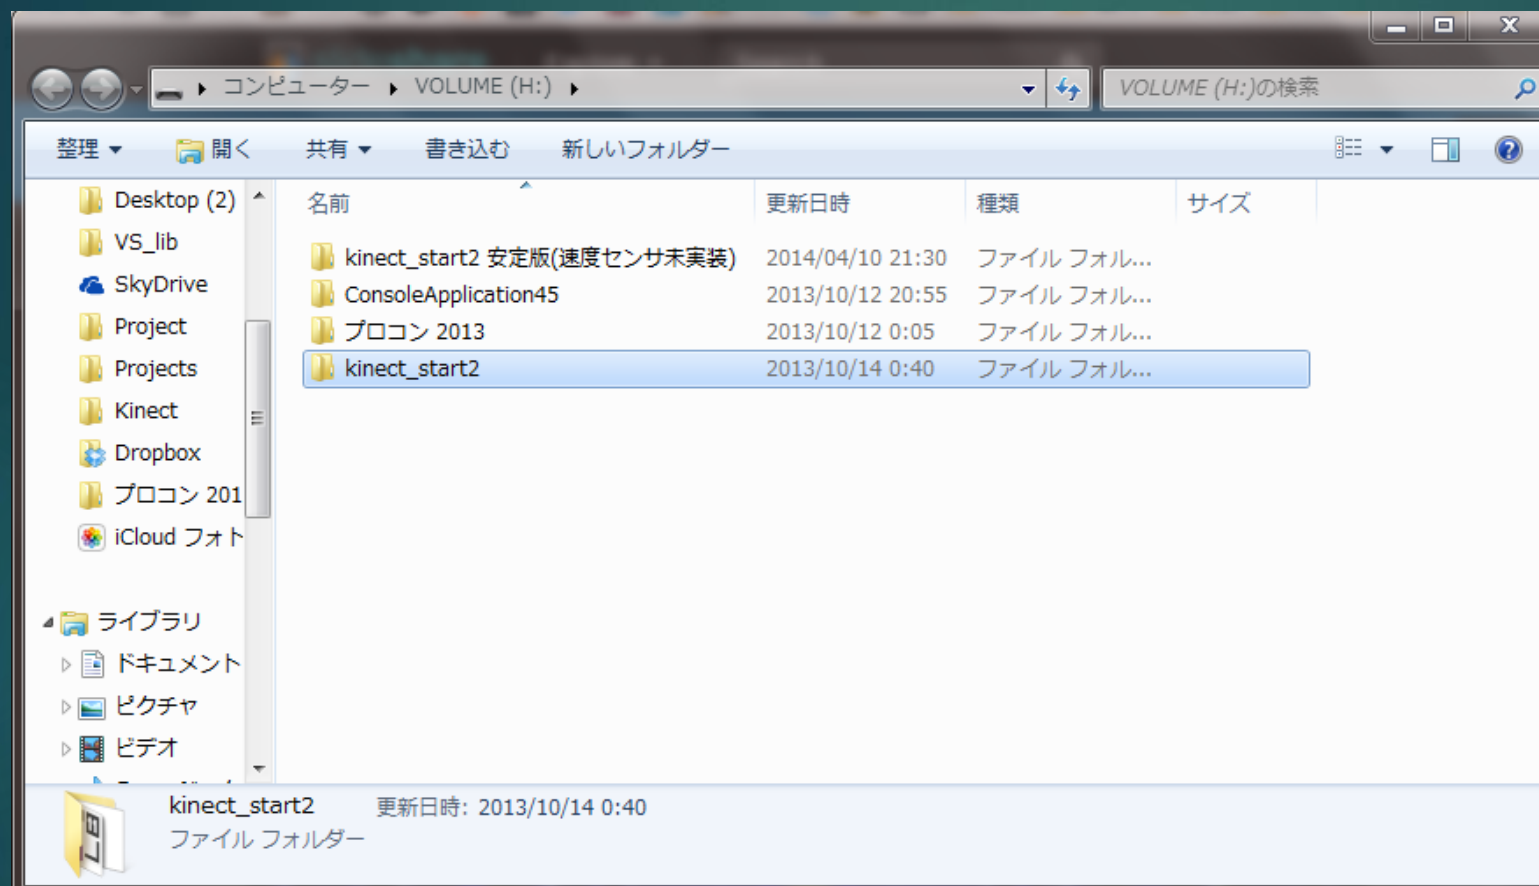 コンピューター VOLUME (H:) VOLUME (H:)の検索
整理 開く 共有 書き込む 新しいフォルダー
名前 更新日時 種類 サイズ
kinect_start2 安定版(速度センサ未実装) 2014/04/10 21:30 ファイル フォル...
ConsoleApplication45 2013/10/12 20:55 ファイル フォル...
プロコン 2013 2013/10/12 0:05 ファイル フォル...
kinect_start2 2013/10/14 0:40 ファイル フォル...
Desktop (2)
VS_lib
SkyDrive
Project
Projects
Kinect
Dropbox
プロコン 201
iCloud フォト
ライブラリ
ドキュメント
ピクチャ
ビデオ
kinect_start2 更新日時: 2013/10/14 0:40
ファイル フォルダー